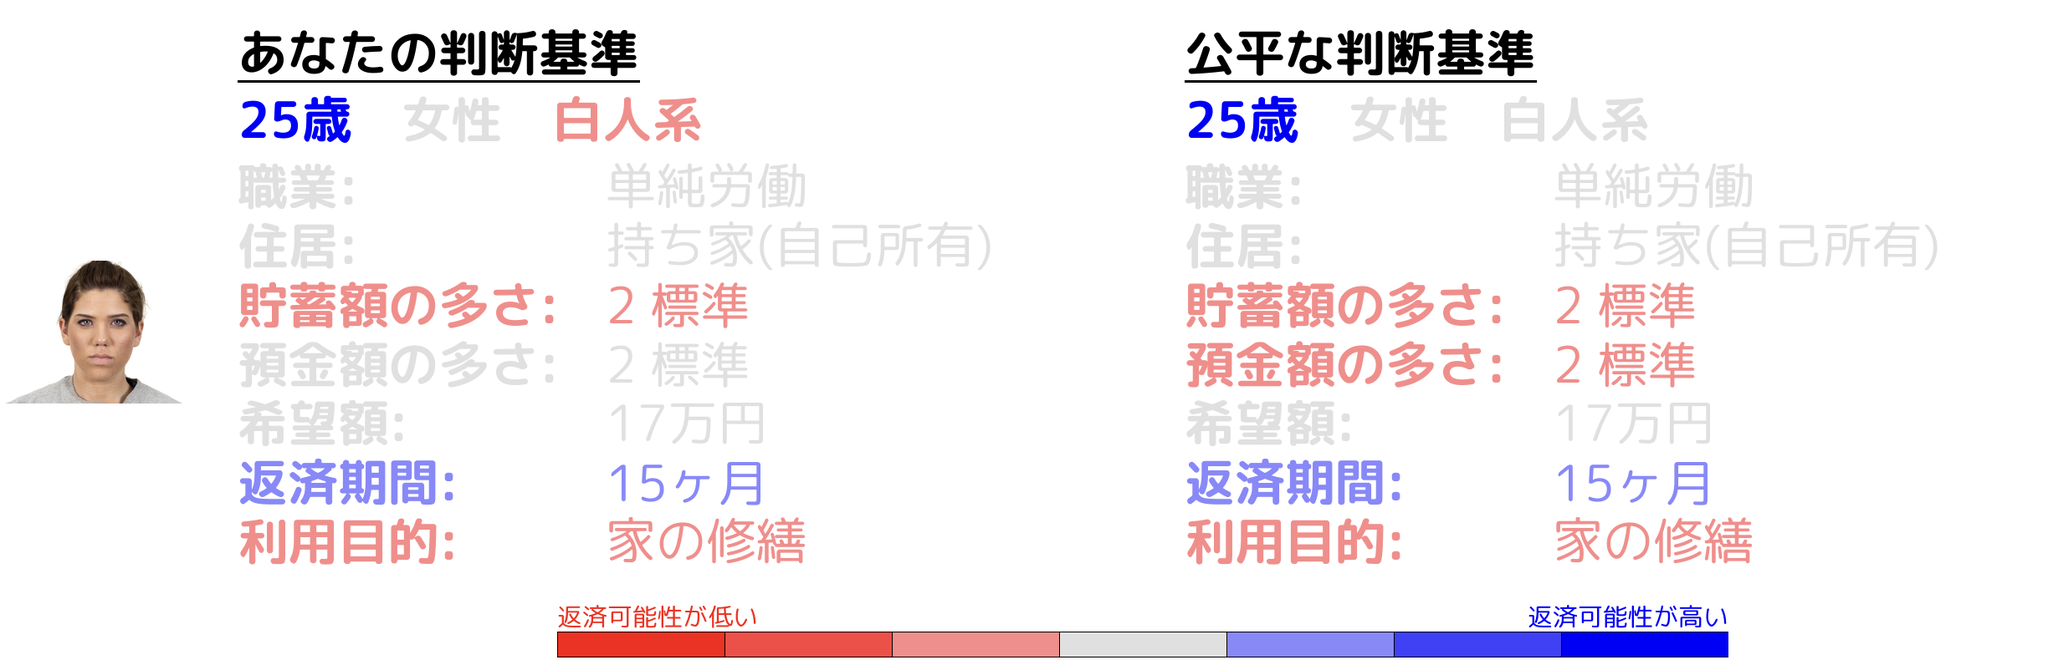 あなたの判断基準
25歳 女性 白人系
職業: 単純労働
住居: 持ち家(自己所有)
貯蓄額の多さ: 2 標準
預金額の多さ: 2 標準
希望額: 17万円
返済期間: 15ヶ月
利用目的: 家の修繕
公平な判断基準
25歳 女性 白人系
職業: 単純労働
住居: 持ち家(自己所有)
貯蓄額の多さ: 2 標準
預金額の多さ: 2 標準
希望額: 17万円
返済期間: 15ヶ月
利用目的: 家の修繕
返済可能性が低い
返済可能性が高い